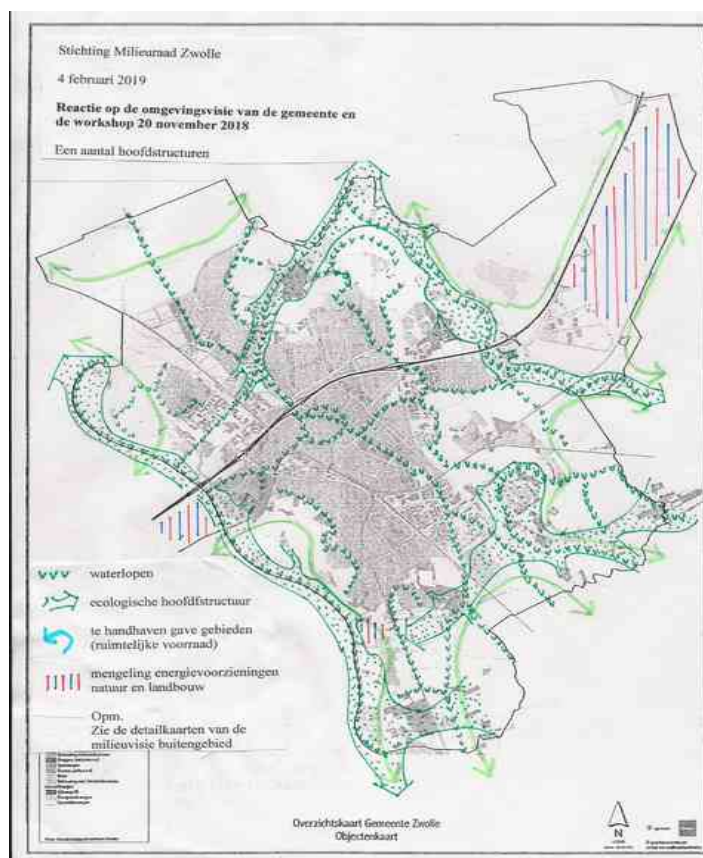 Stichting Milieuraad Zwolle
4 februari 2019
Reactie op de omgevingsvisie van de gemeente en
de workshop 20 november 2018
Een aantal hoofdstructuren
waterlopen
ecologische hoofdfstructuur
te handhaven gave gebieden
(ruimtelijke voorraad)
mengeling energievoorzieningen
natuur en landbouw
Opm.
Zie de detailkaarten van de
milieuvisie buitengebied
Overzichtskaart Gemeente Zwolle
Objectenkaart
N